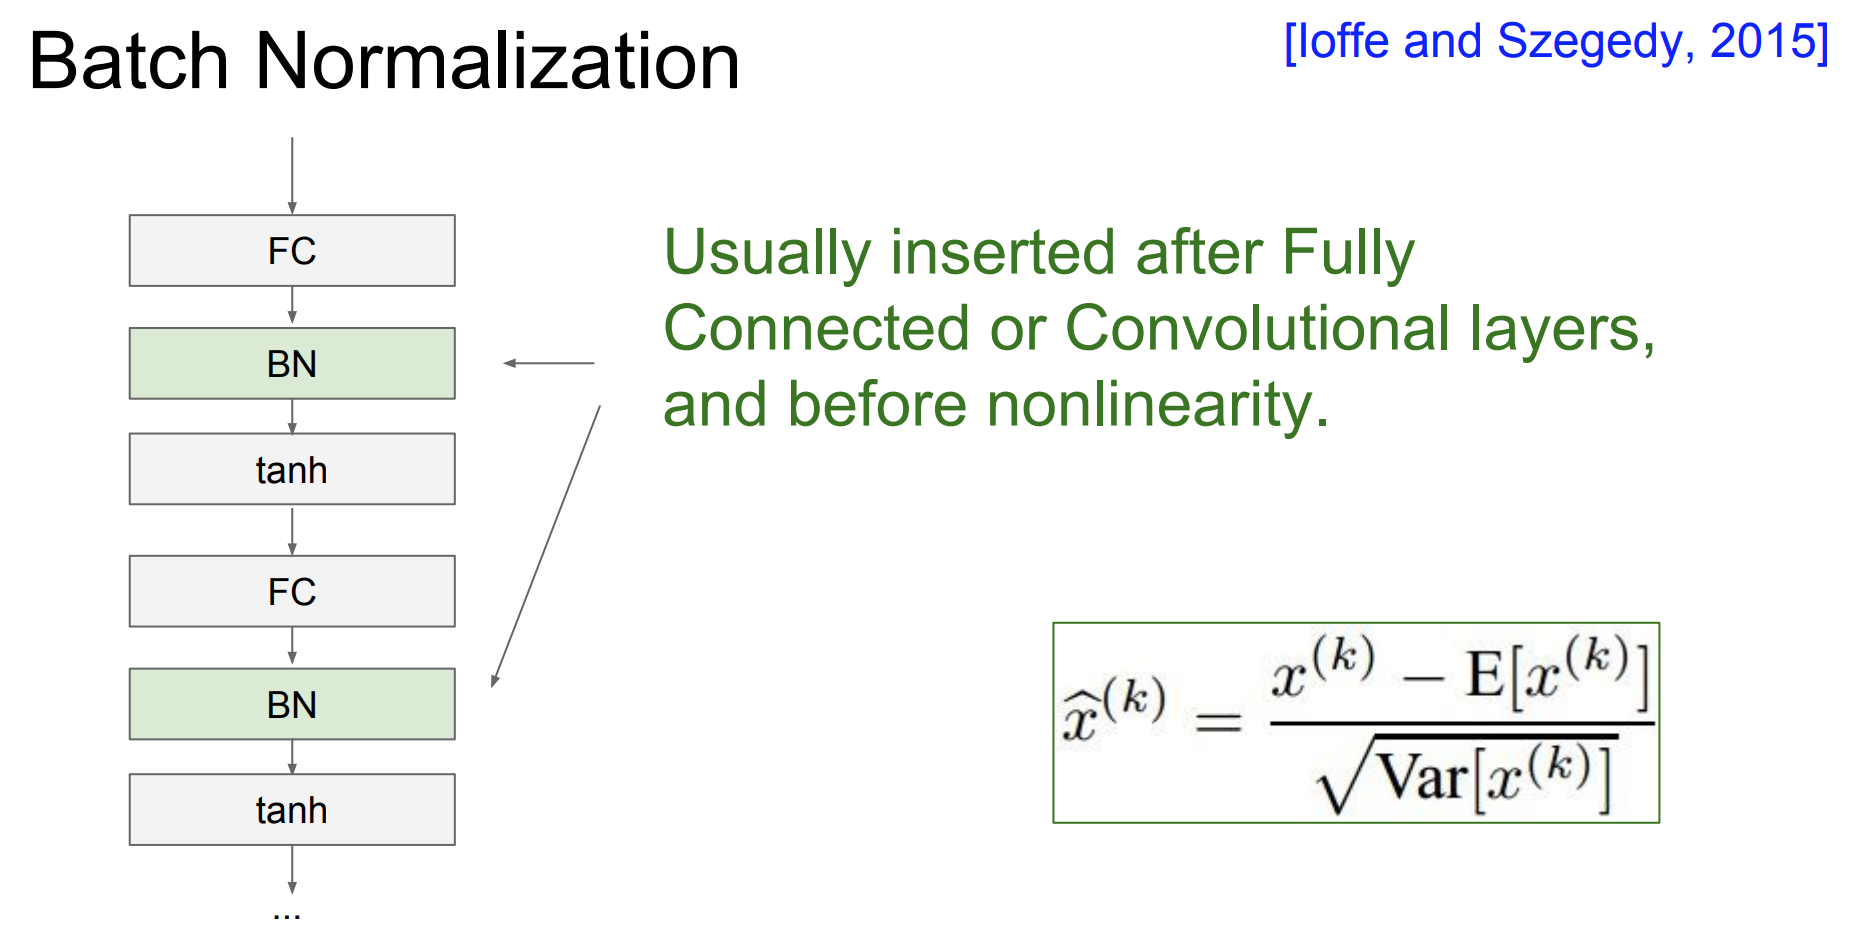 Batch Normalization
[Ioffe and Szegedy, 2015]
FC
BN
tanh
FC
BN
tanh
...
Usually inserted after Fully
Connected or Convolutional layers,
and before nonlinearity.
$\widehat{x}^{(k)} = \frac{x^{(k)} - \mathrm{E}[x^{(k)}]}{\sqrt{\mathrm{Var}[x^{(k)}]}}$